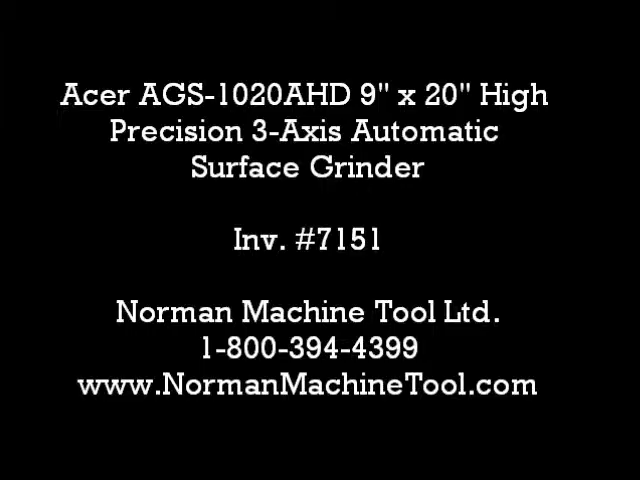 Acer AGS-1020AHD 9" x 20" High
Precision 3-Axis Automatic
Surface Grinder
Inv. #7151
Norman Machine Tool Ltd.
1-800-394-4399
www.NormanMachineTool.com